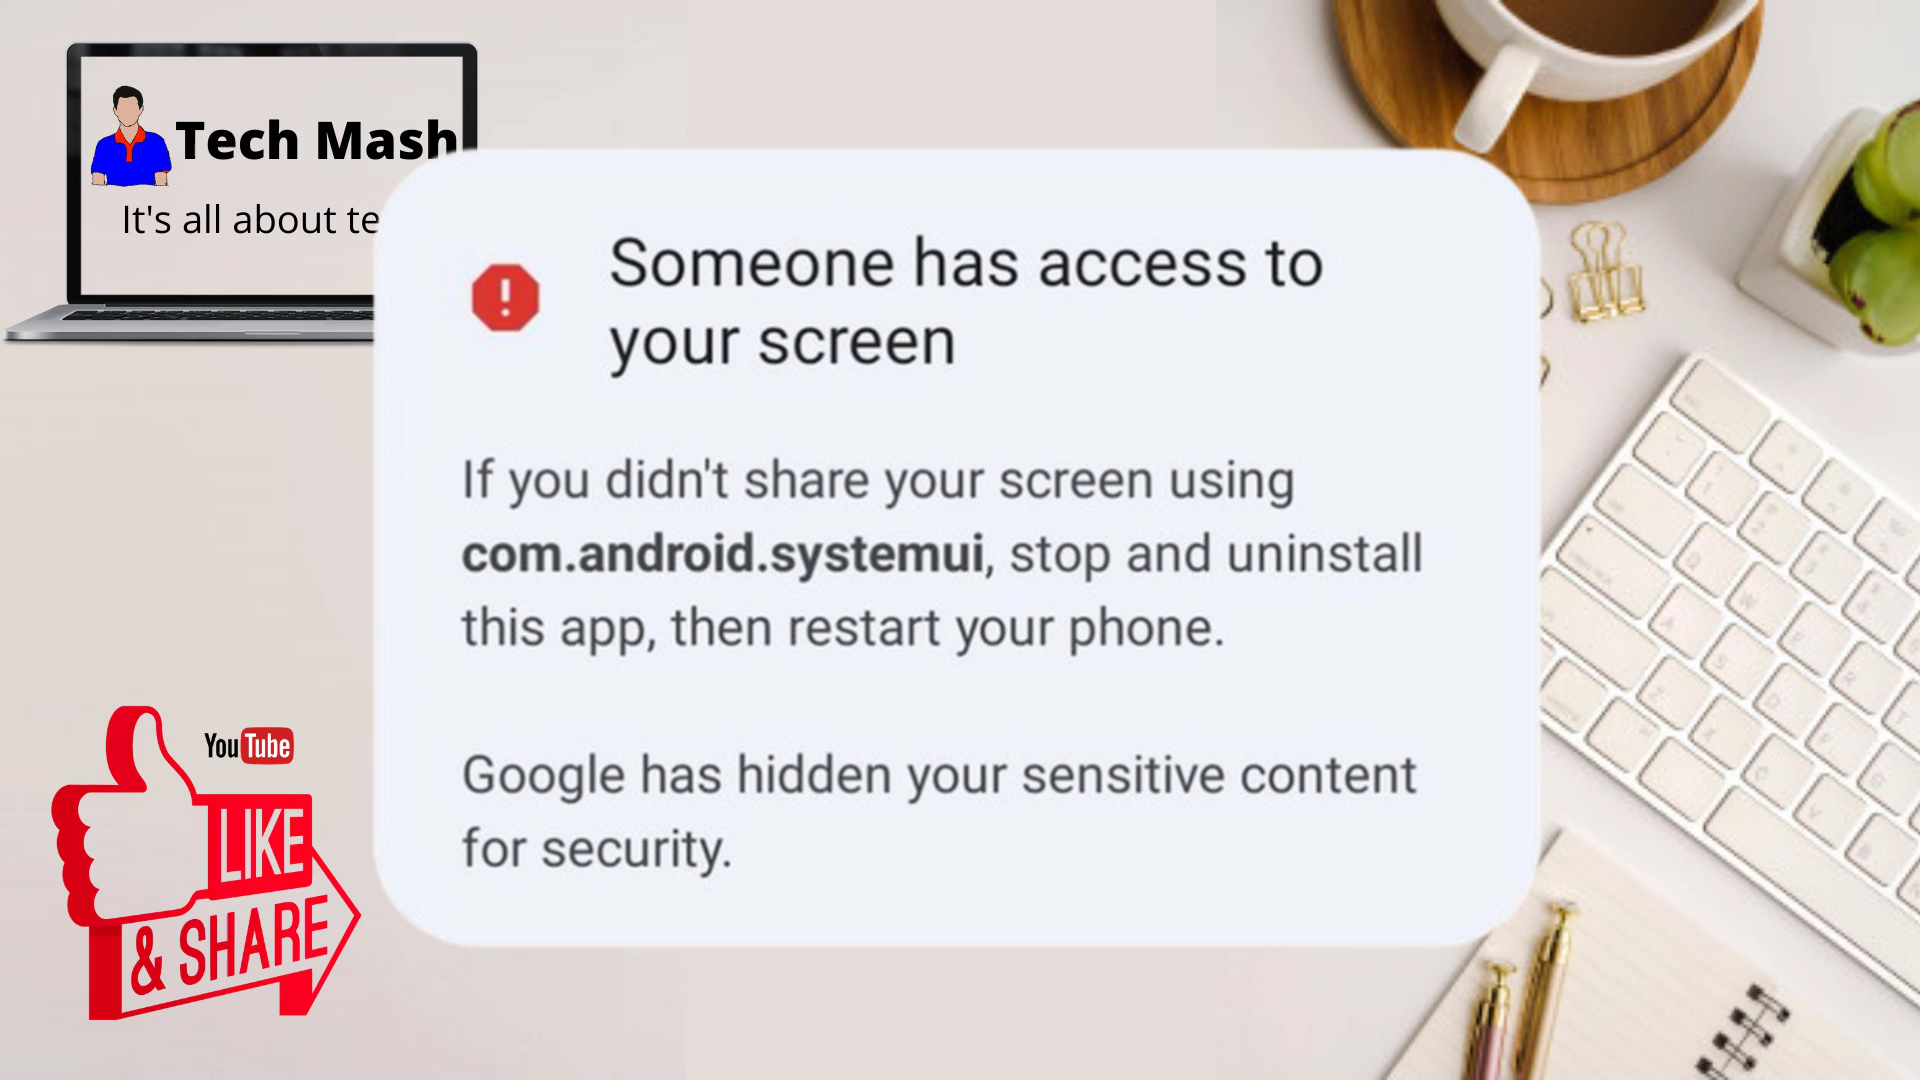 Tech Mash
It's all about te
Someone has access to
your screen
If you didn't share your screen using
com.android.systemui, stop and uninstall
this app, then restart your phone.
Google has hidden your sensitive content
for security.
YouTube
LIKE
& SHARE